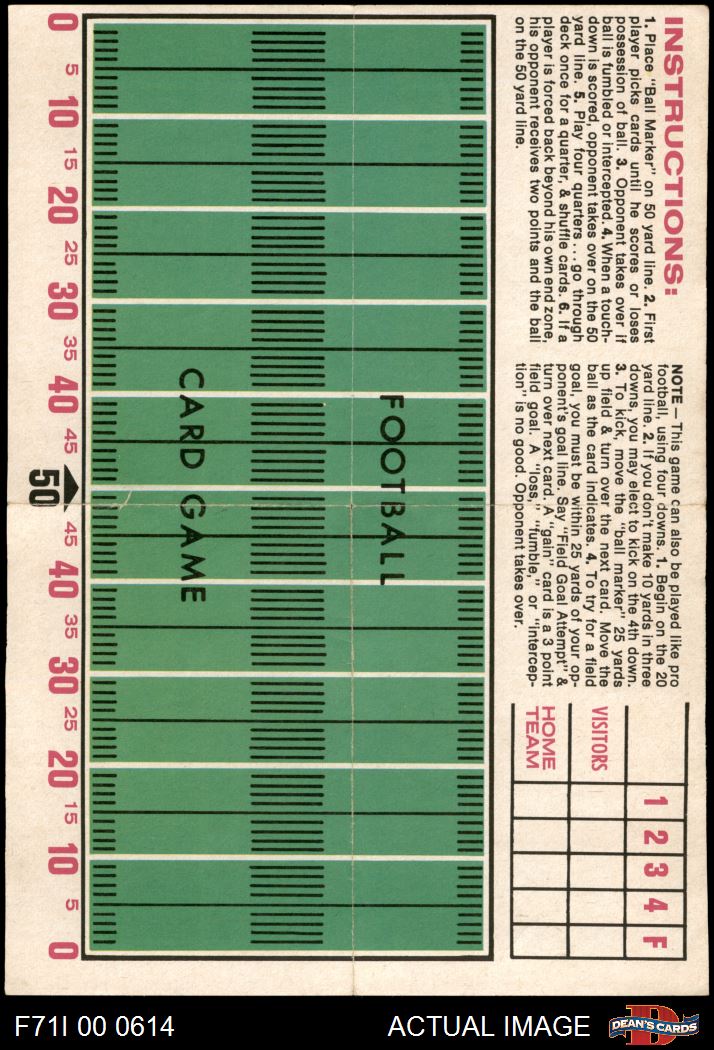 INSTRUCTIONS:
1. Place "Ball Marker" on 50 yard line. 2. First
player picks cards until he scores or loses
possession of ball. 3. Opponent takes over if
ball is fumbled or intercepted. 4. When a touch-
down is scored, opponent takes over on the 50
yard line. 5. Play four quarters... go through
deck once for a quarter, & shuffle cards. 6. If a
player is forced back beyond his own end zone,
his opponent receives two points and the ball
on the 50 yard line.
NOTE — This game can also be played like pro
football, using four downs. 1. Begin on the 20
yard line. 2. If you don't make 10 yards in three
downs, you may elect to kick on the 4th down.
3. To kick, move the "ball marker" 25 yards
up field & turn over the next card. Move the
ball as the card indicates. 4. To try for a field
goal, you must be within 25 yards of your op-
ponent's goal line. Say "Field Goal Attempt" &
turn over next card. A "gain" card is a 3 point
field goal. A "loss," "fumble," or "intercep-
tion" is no good. Opponent takes over.
1 2 3 4 F
VISITORS
HOME
TEAM
FOOTBALL
CARD GAME
0 5 10 15 20 25 30 35 40 45 50 45 40 35 30 25 20 15 10 5 0
F71I 00 0614
ACTUAL IMAGE
D
DEAN'S CARDS